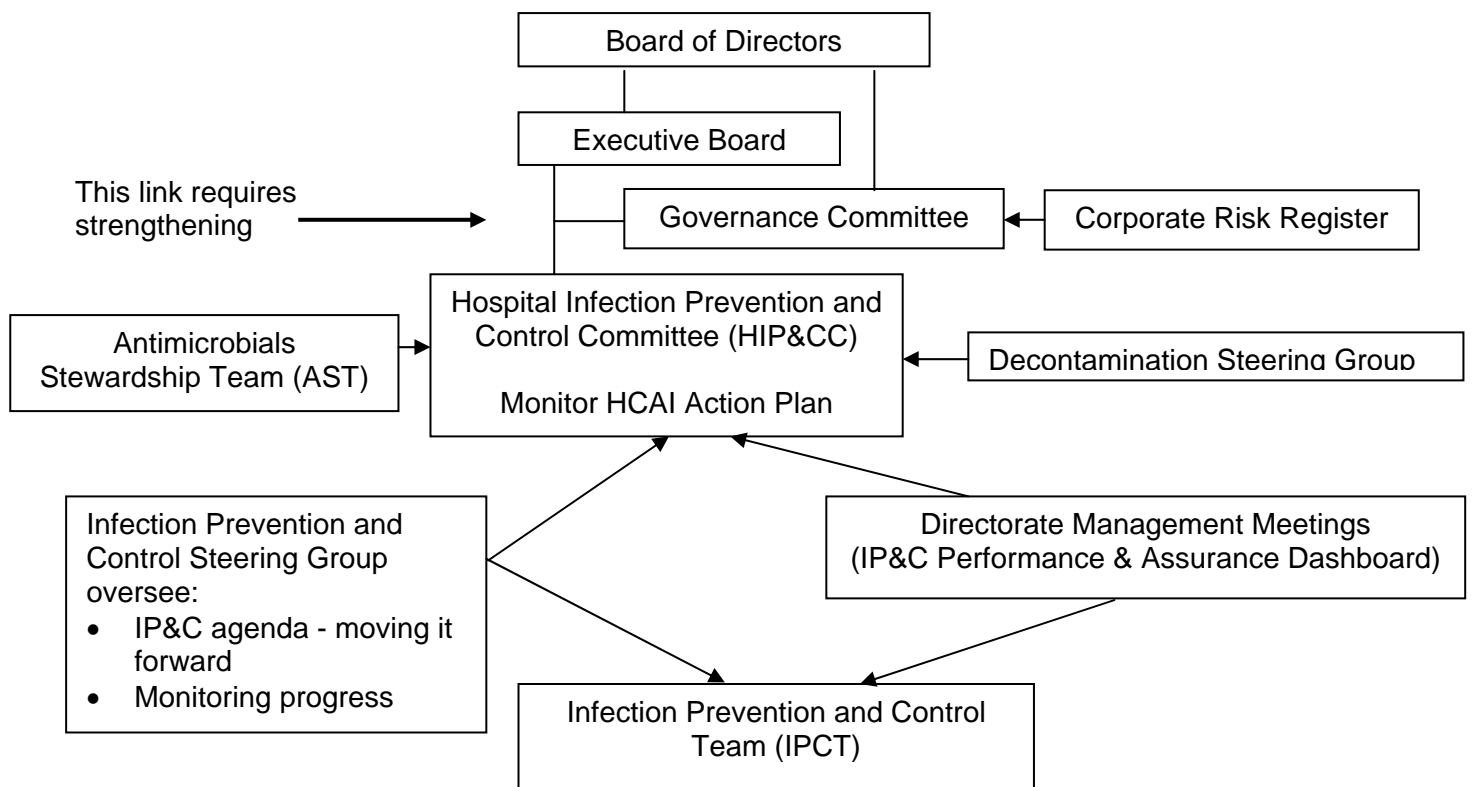 Board of Directors
Executive Board
This link requires
strengthening
Governance Committee
Corporate Risk Register
Hospital Infection Prevention and
Control Committee (HIP&CC)
Monitor HCAI Action Plan
Antimicrobials
Stewardship Team (AST)
Decontamination Steering Group
Infection Prevention and
Control Steering Group
oversee:
• IP&C agenda - moving it
forward
• Monitoring progress
Directorate Management Meetings
(IP&C Performance & Assurance Dashboard)
Infection Prevention and Control
Team (IPCT)